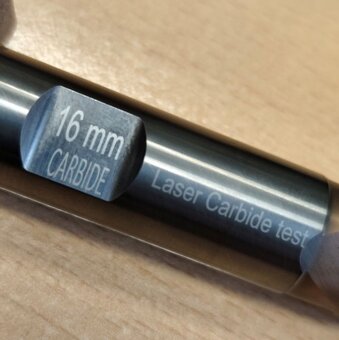 16 mm
CARBIDE
Laser Carbide test